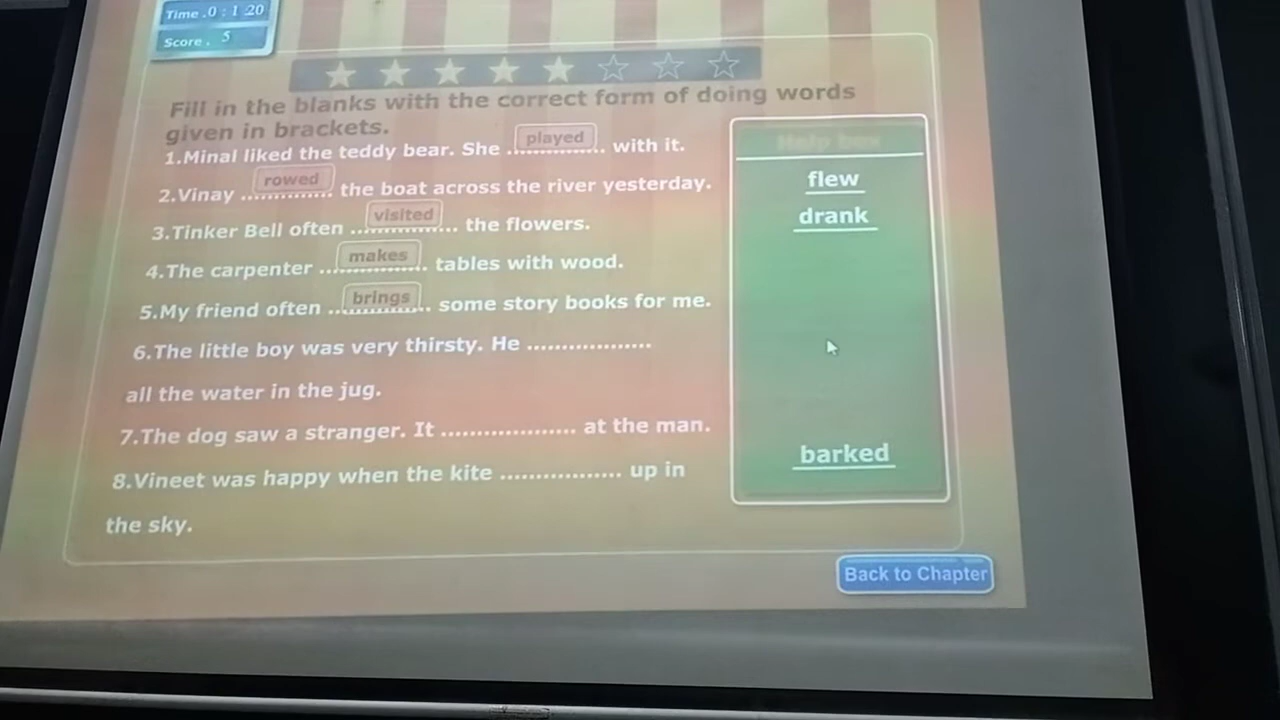 Time . 0 : 1 20
Score . 5
Fill in the blanks with the correct form of doing words
given in brackets.
1.Minal liked the teddy bear. She ..played.. with it.
2.Vinay ..rowed.. the boat across the river yesterday.
3.Tinker Bell often ..visited.. the flowers.
4.The carpenter ..makes.. tables with wood.
5.My friend often ..brings.. some story books for me.
6.The little boy was very thirsty. He ..................
all the water in the jug.
7.The dog saw a stranger. It ................... at the man.
8.Vineet was happy when the kite ................. up in
the sky.
Help box
flew
drank
barked
Back to Chapter